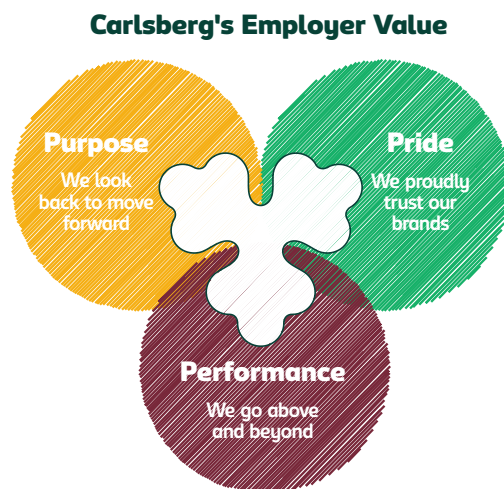 Carlsberg's Employer Value
Purpose
We look
back to move
forward
Pride
We proudly
trust our
brands
Performance
We go above
and beyond